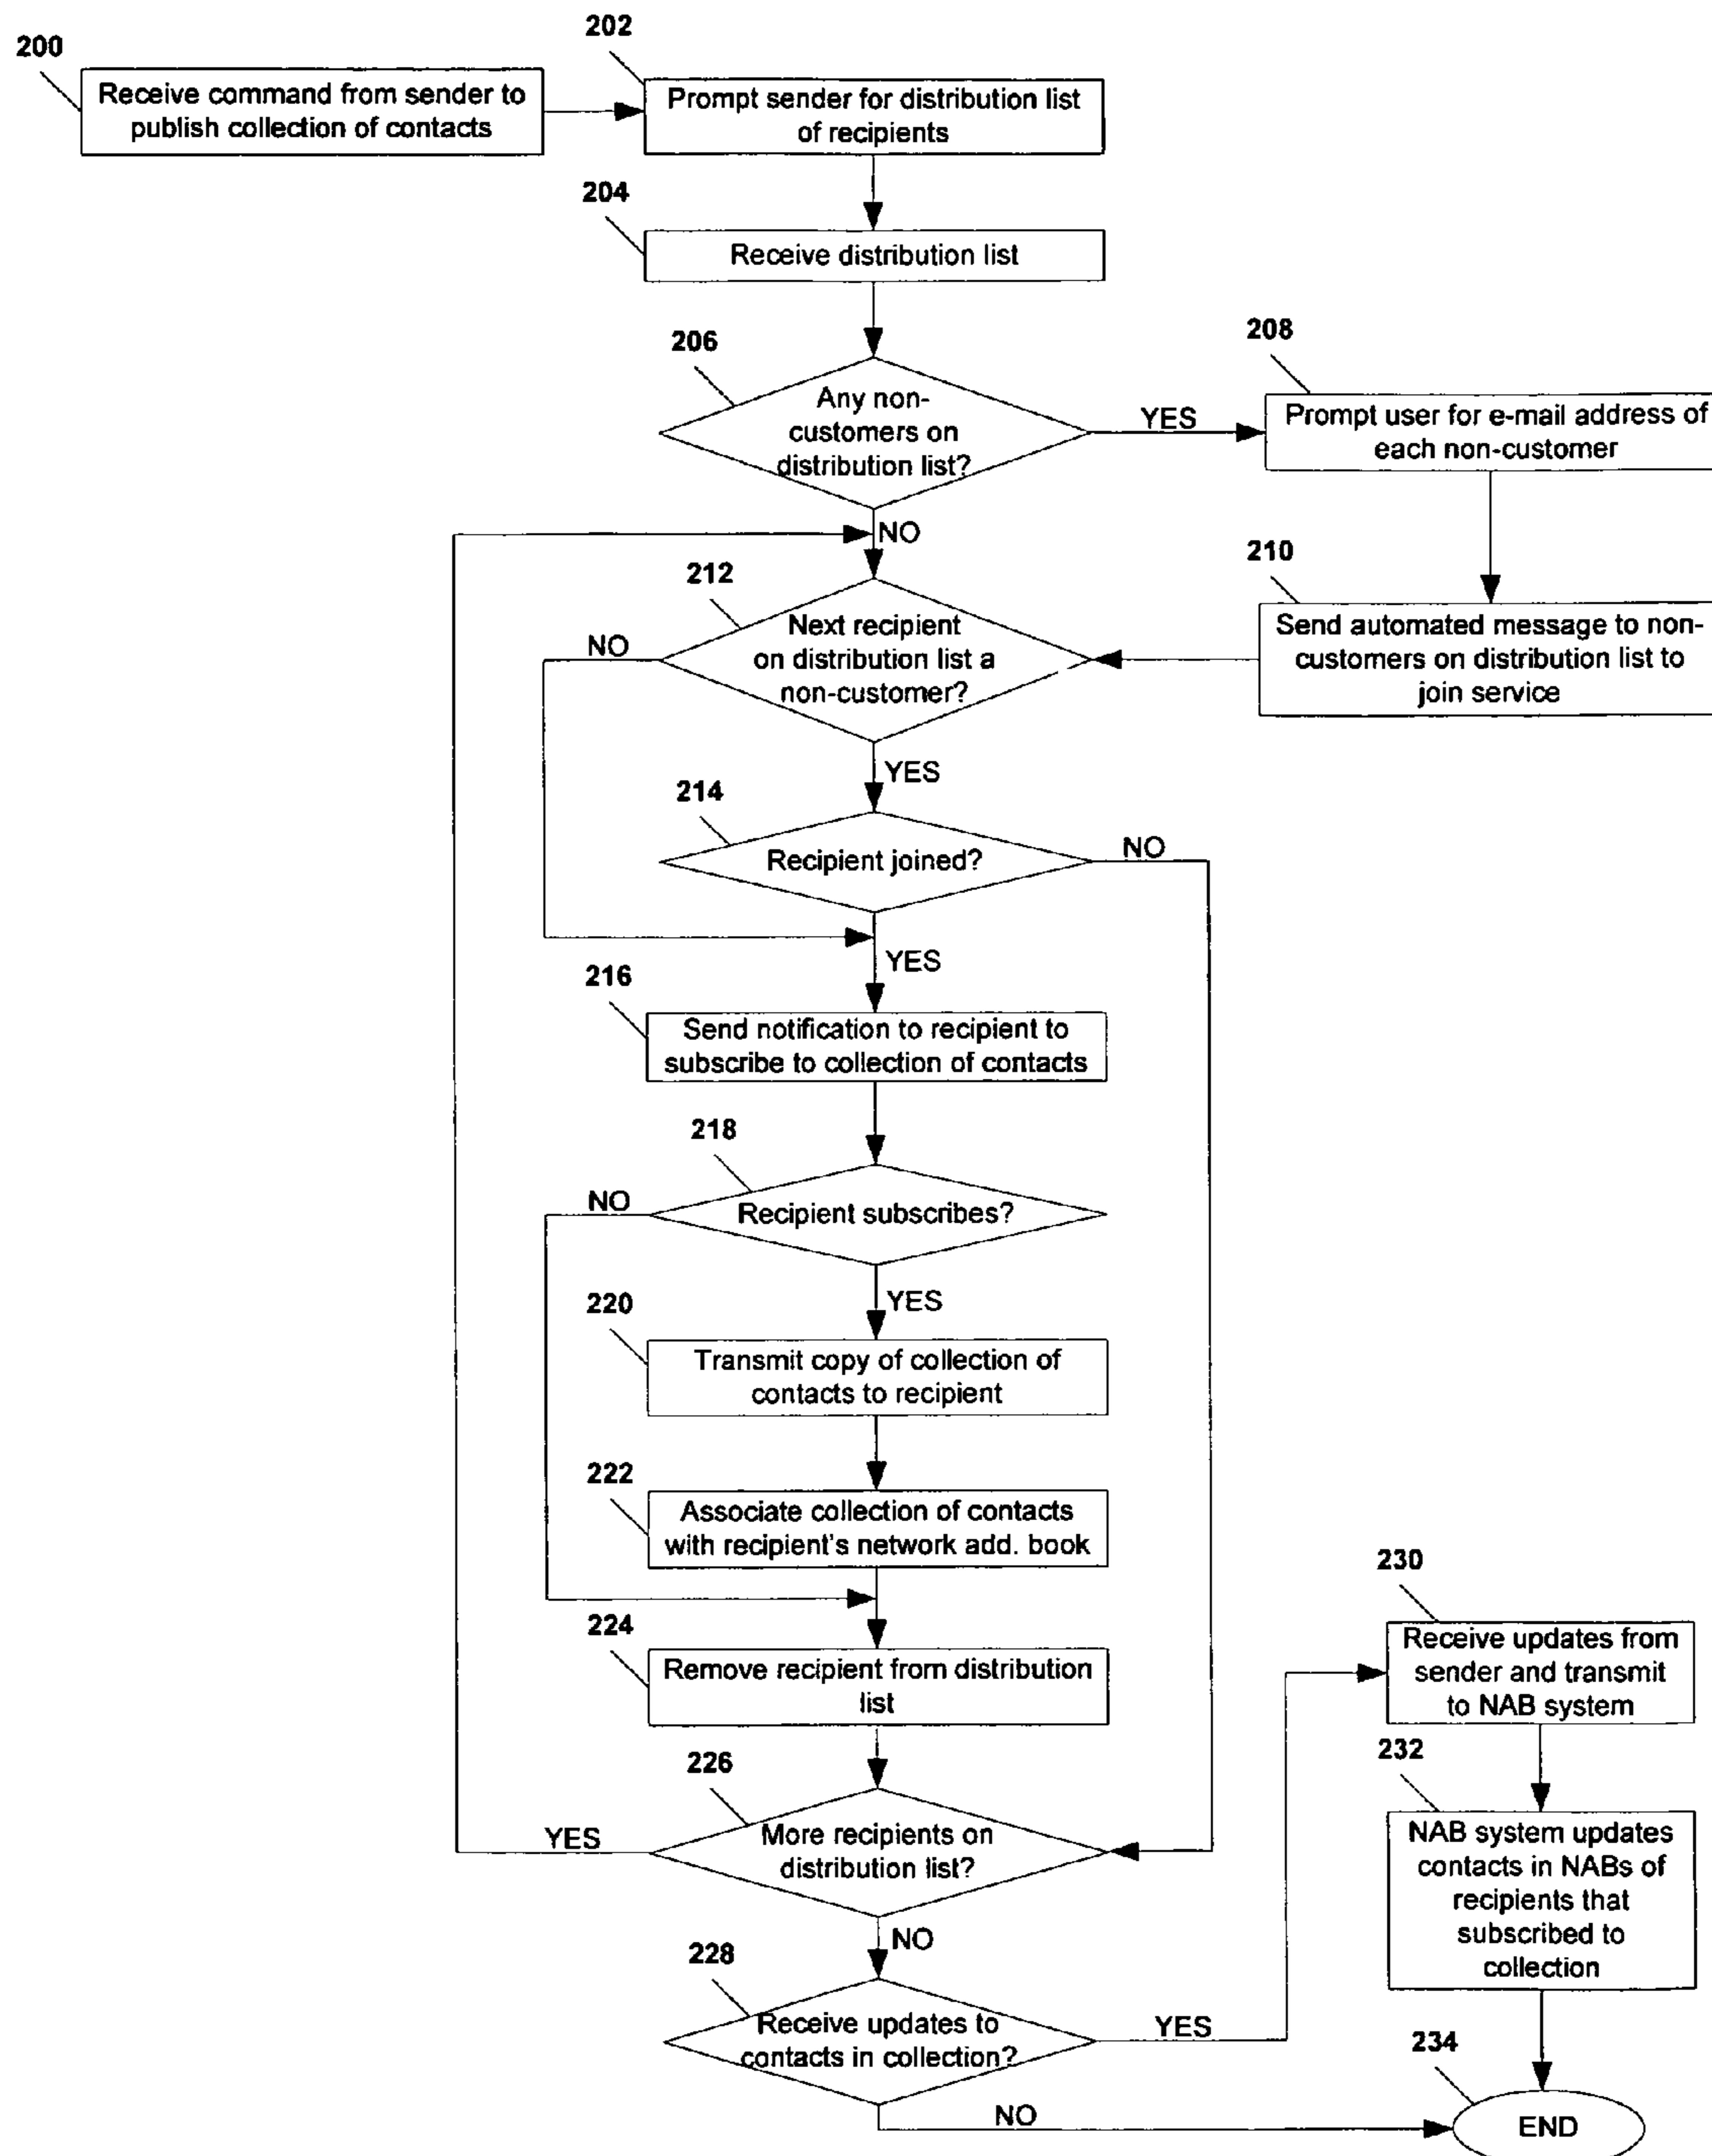 200
Receive command from sender to
publish collection of contacts
202
Prompt sender for distribution list
of recipients
204
Receive distribution list
206
Any non-
customers on
distribution list?
YES
NO
208
Prompt user for e-mail address of
each non-customer
210
Send automated message to non-
customers on distribution list to
join service
212
Next recipient
on distribution list a
non-customer?
NO
YES
214
Recipient joined?
NO
YES
216
Send notification to recipient to
subscribe to collection of contacts
218
Recipient subscribes?
NO
YES
220
Transmit copy of collection of
contacts to recipient
222
Associate collection of contacts
with recipient's network add. book
224
Remove recipient from distribution
list
226
More recipients on
distribution list?
YES
NO
228
Receive updates to
contacts in collection?
YES
NO
230
Receive updates from
sender and transmit
to NAB system
232
NAB system updates
contacts in NABs of
recipients that
subscribed to
collection
234
END